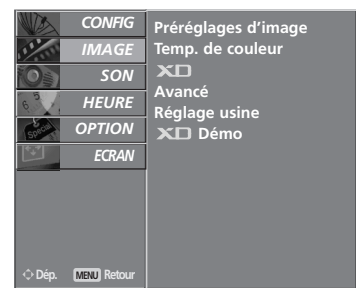 CONFIG
IMAGE
SON
HEURE
OPTION
ECRAN
Dép. MENU Retour
Préréglages d'image
Temp. de couleur
XD
Avancé
Réglage usine
XD Démo